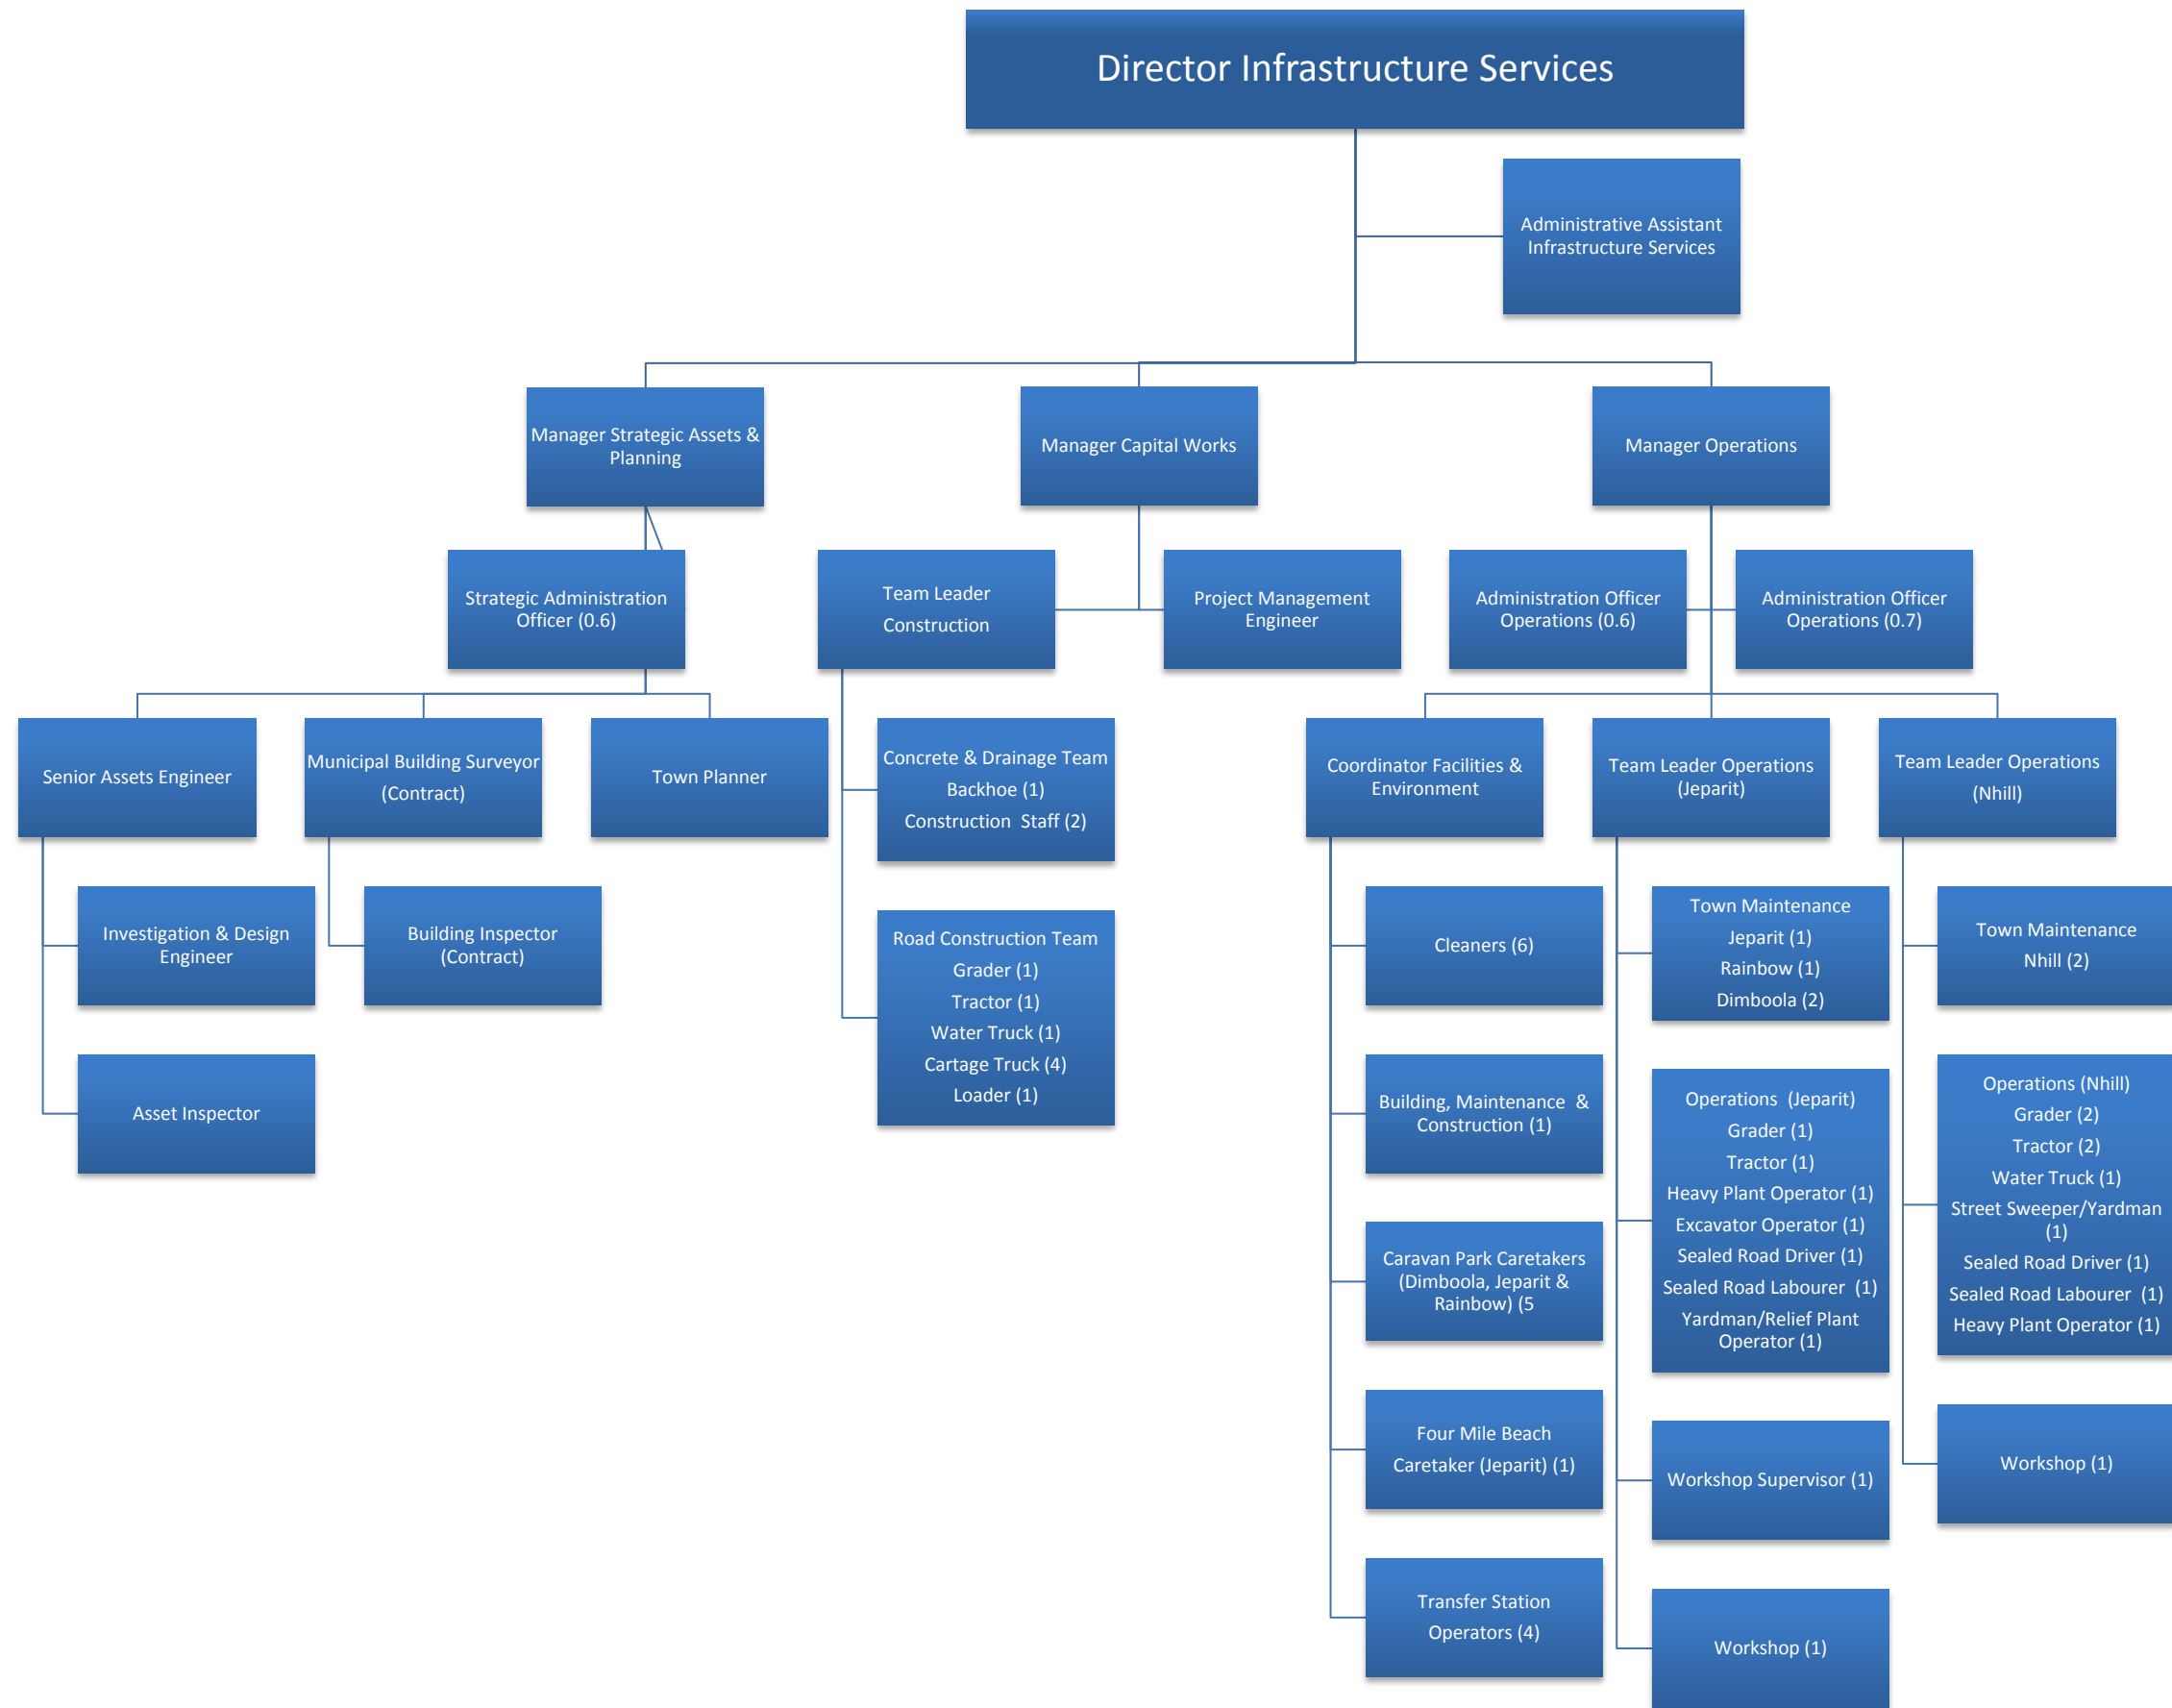 Director Infrastructure Services
Administrative Assistant
Infrastructure Services
Manager Strategic Assets &
Planning
Manager Capital Works
Manager Operations
Strategic Administration
Officer (0.6)
Team Leader
Construction
Project Management
Engineer
Administration Officer
Operations (0.6)
Administration Officer
Operations (0.7)
Senior Assets Engineer
Municipal Building Surveyor
(Contract)
Town Planner
Concrete & Drainage Team
Backhoe (1)
Construction  Staff (2)
Coordinator Facilities &
Environment
Team Leader Operations
(Jeparit)
Team Leader Operations
(Nhill)
Investigation & Design
Engineer
Building Inspector
(Contract)
Asset Inspector
Road Construction Team
Grader (1)
Tractor (1)
Water Truck (1)
Cartage Truck (4)
Loader (1)
Cleaners (6)
Building, Maintenance  &
Construction (1)
Caravan Park Caretakers
(Dimboola, Jeparit &
Rainbow) (5
Four Mile Beach
Caretaker (Jeparit) (1)
Transfer Station
Operators (4)
Town Maintenance
Jeparit (1)
Rainbow (1)
Dimboola (2)
Operations  (Jeparit)
Grader (1)
Tractor (1)
Heavy Plant Operator (1)
Excavator Operator (1)
Sealed Road Driver (1)
Sealed Road Labourer  (1)
Yardman/Relief Plant
Operator (1)
Workshop Supervisor (1)
Workshop (1)
Town Maintenance
Nhill (2)
Operations (Nhill)
Grader (2)
Tractor (2)
Water Truck (1)
Street Sweeper/Yardman
(1)
Sealed Road Driver (1)
Sealed Road Labourer  (1)
Heavy Plant Operator (1)
Workshop (1)